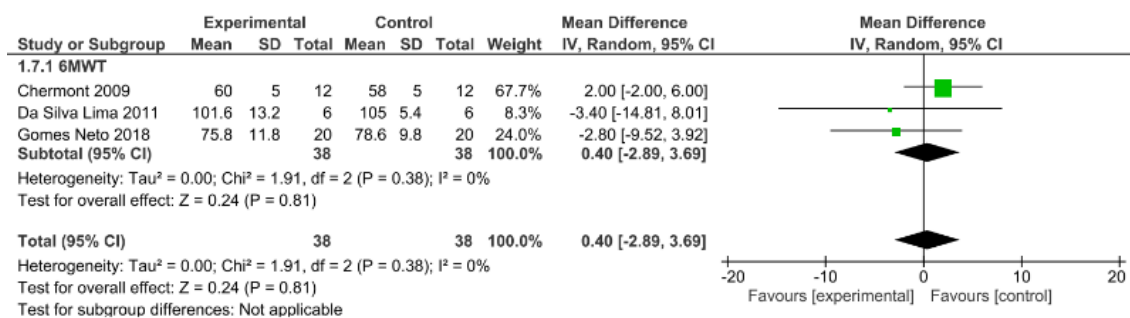 Experimental Control Mean Difference Mean Difference
Study or Subgroup Mean SD Total Mean SD Total Weight IV, Random, 95% CI IV, Random, 95% CI
1.7.1 6MWT
Chermont 2009 60 5 12 58 5 12 67.7% 2.00 [-2.00, 6.00]
Da Silva Lima 2011 101.6 13.2 6 105 5.4 6 8.3% -3.40 [-14.81, 8.01]
Gomes Neto 2018 75.8 11.8 20 78.6 9.8 20 24.0% -2.80 [-9.52, 3.92]
Subtotal (95% CI) 38 38 100.0% 0.40 [-2.89, 3.69]
Heterogeneity: Tau² = 0.00; Chi² = 1.91, df = 2 (P = 0.38); I² = 0%
Test for overall effect: Z = 0.24 (P = 0.81)
Total (95% CI) 38 38 100.0% 0.40 [-2.89, 3.69]
Heterogeneity: Tau² = 0.00; Chi² = 1.91, df = 2 (P = 0.38); I² = 0%
Test for overall effect: Z = 0.24 (P = 0.81)
Test for subgroup differences: Not applicable
-20 -10 0 10 20
Favours [experimental] Favours [control]